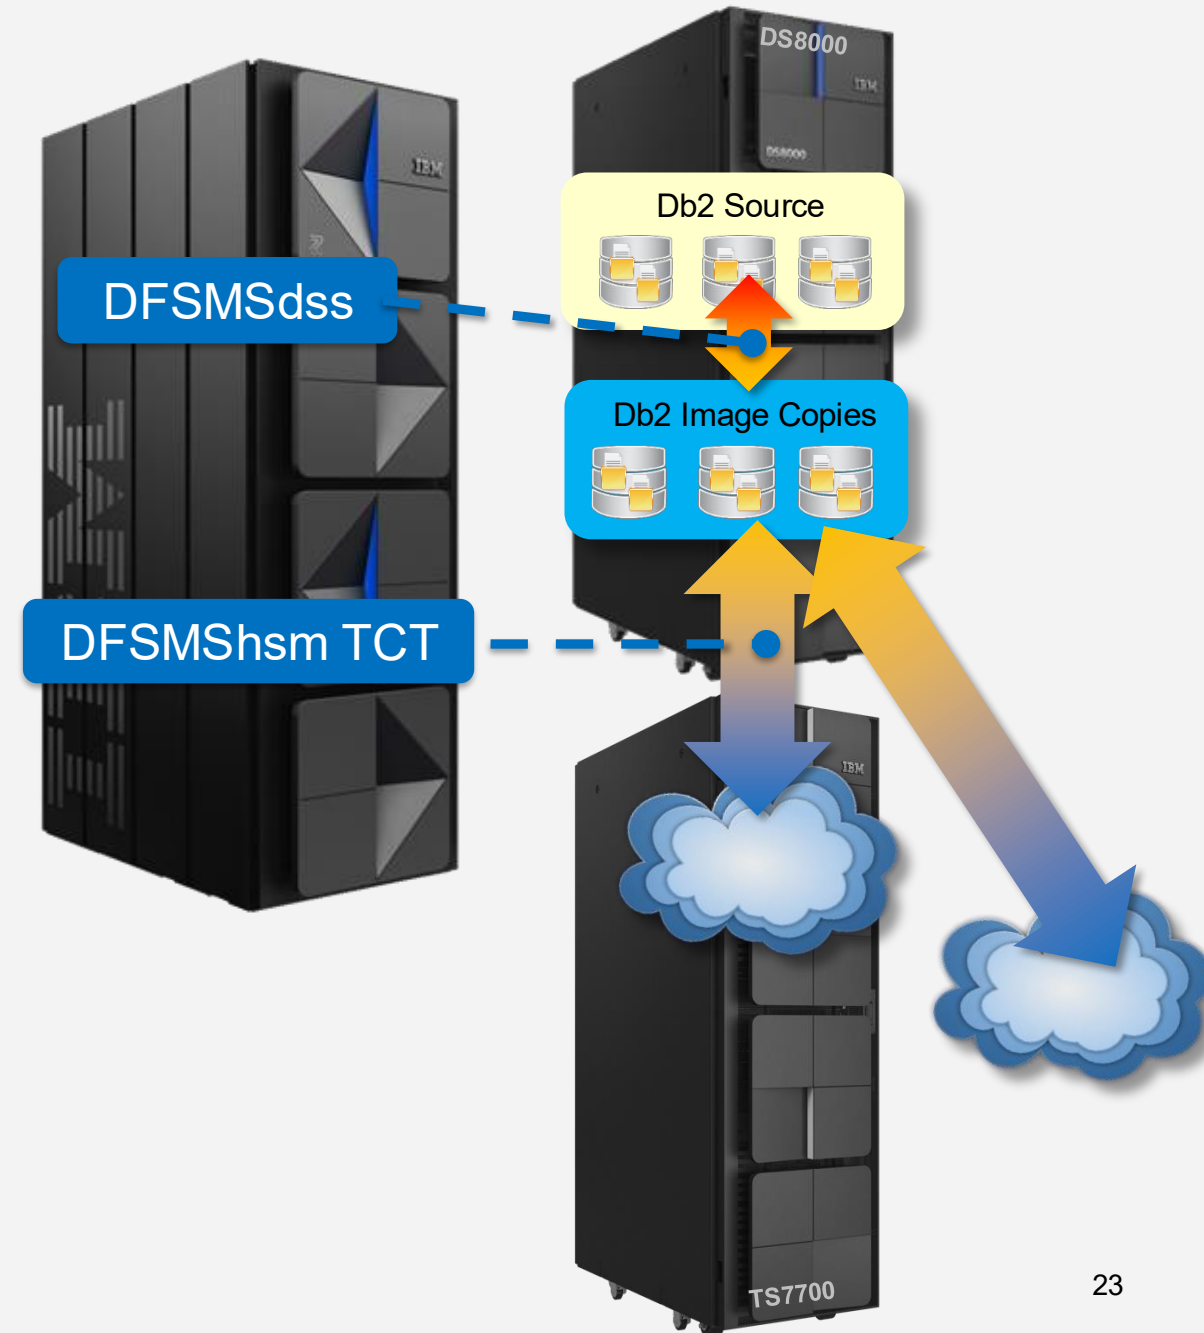 DS8000
IBM
DS8000
IBM
Db2 Source
DFSMSdss
Db2 Image Copies
DFSMShsm TCT
IBM
TS7700
23